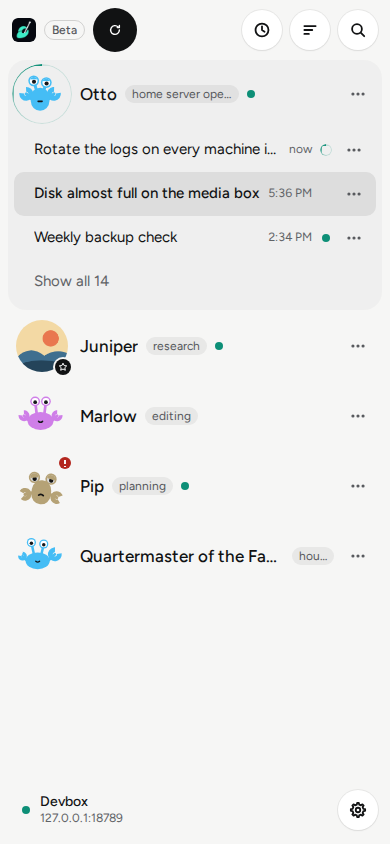 Beta
Otto home server ope...
Rotate the logs on every machine i... now
Disk almost full on the media box 5:36 PM
Weekly backup check 2:34 PM
Show all 14
Juniper research
Marlow editing
Pip planning
Quartermaster of the Fa... hou...
Devbox
127.0.0.1:18789